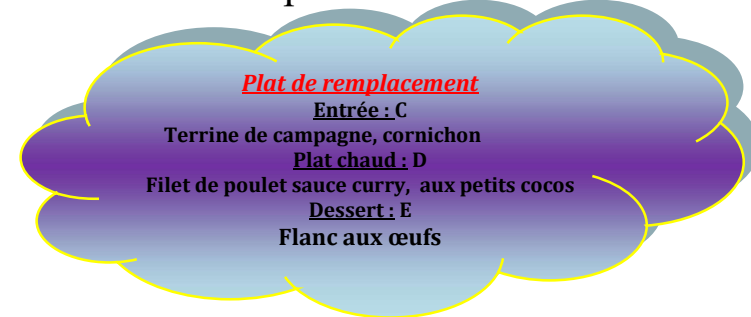 Plat de remplacement
Entrée : C
Terrine de campagne, cornichon
Plat chaud : D
Filet de poulet sauce curry, aux petits cocos
Dessert : E
Flanc aux œufs